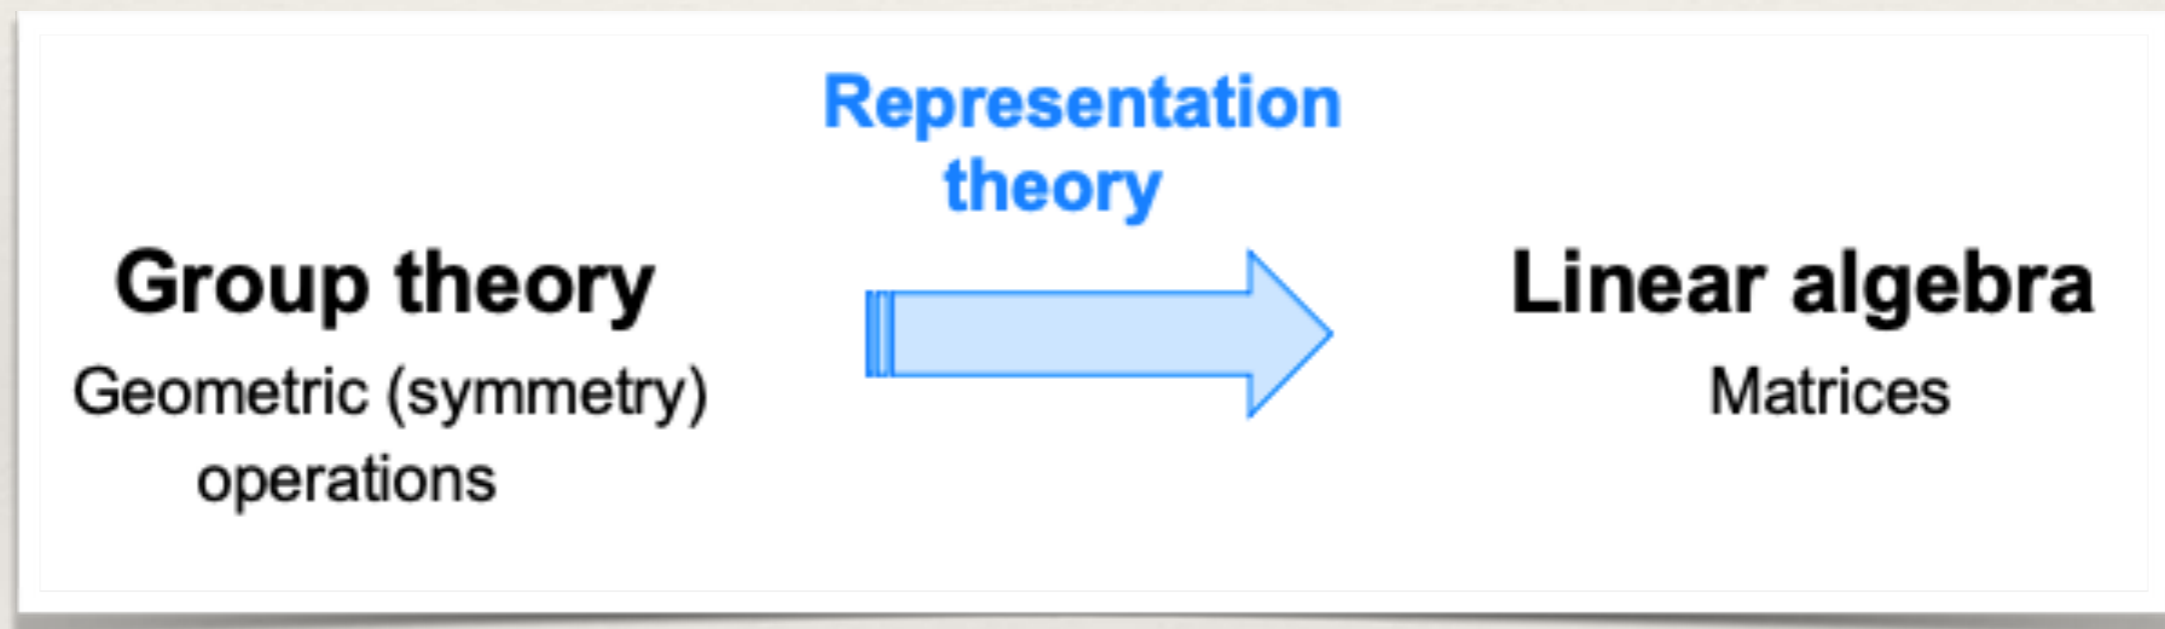 Representation
theory
Group theory
Linear algebra
Geometric (symmetry)
operations
Matrices